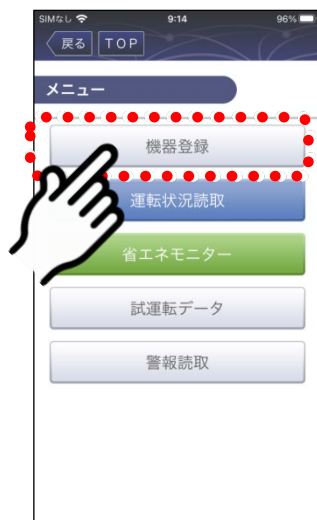 SIMなし 9:14 96%
戻る TOP
メニュー
機器登録
運転状況読取
省エネモニター
試運転データ
警報読取